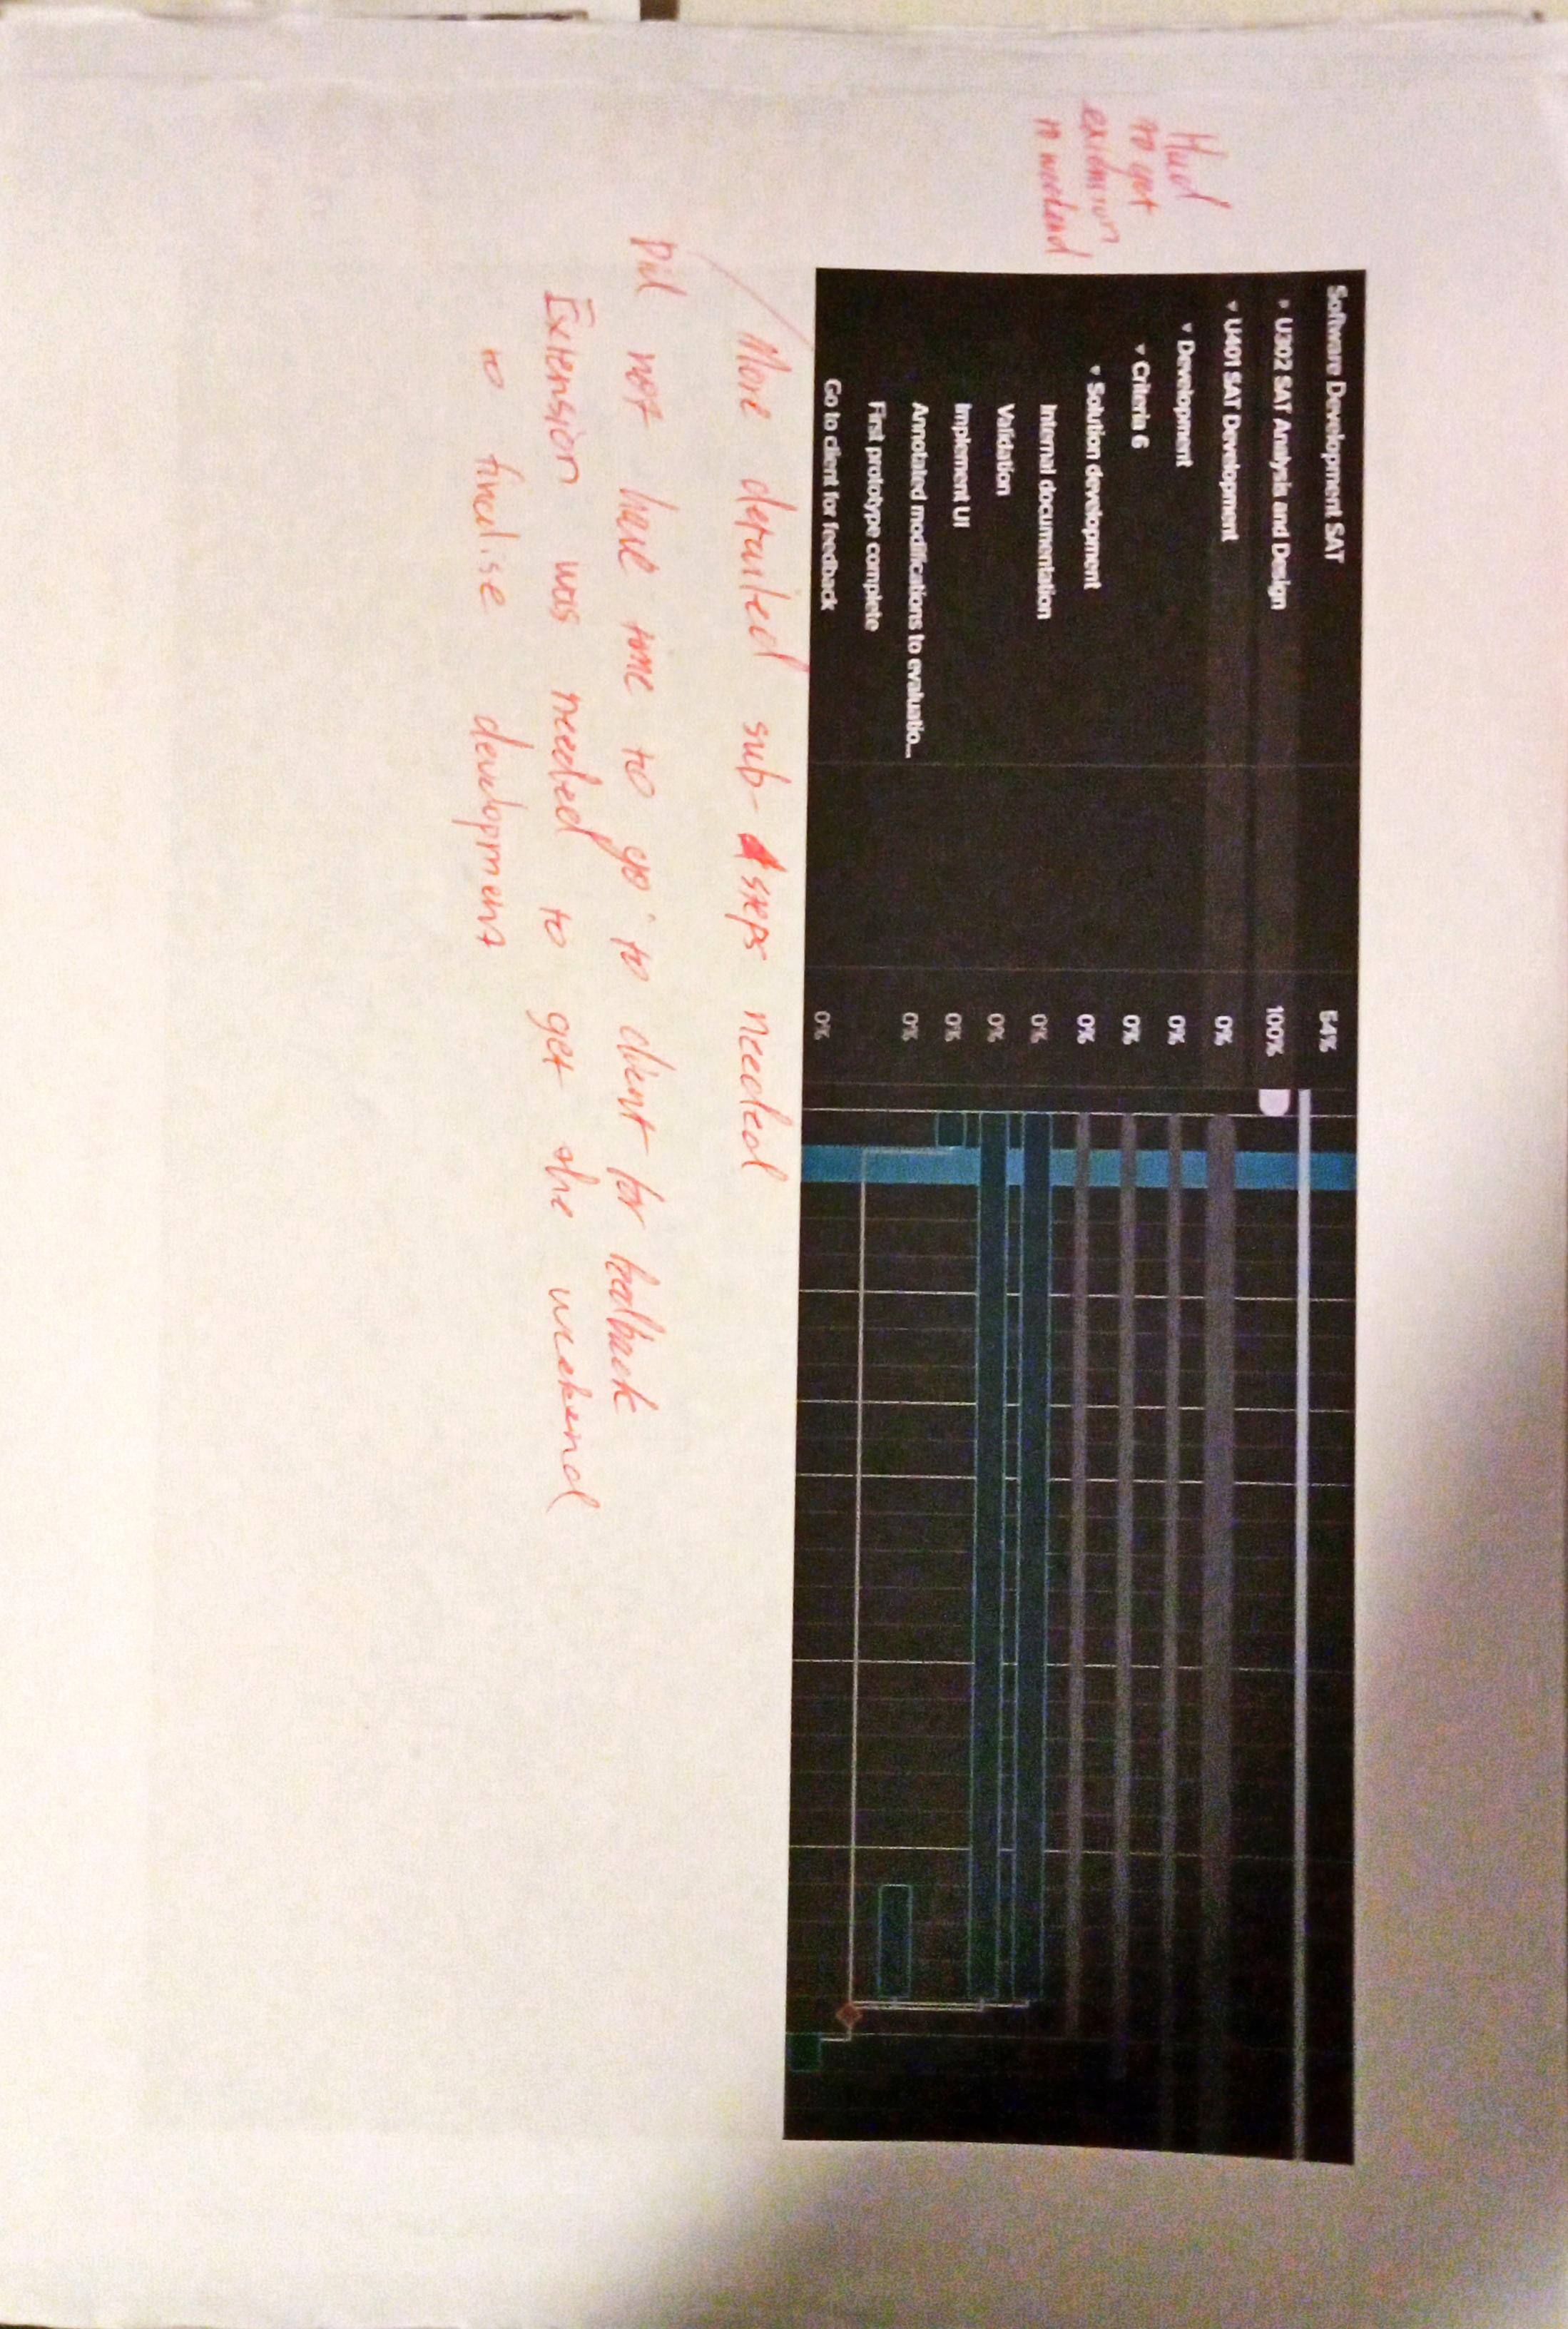 Had
to get
extension
n weekend
Software Development SAT 54%
U302 SAT Analysis and Design 100%
U401 SAT Development 0%
Development 0%
Criteria 6 0%
Solution development 0%
Internal documentation 0%
Validation 0%
Implement UI 0%
Annotated modifications to evaluatio... 0%
First prototype complete
Go to client for feedback 0%
More detailed sub-steps needed
Did not have time to go to client for feedback
Extension was needed to get the weekend
to finalise development